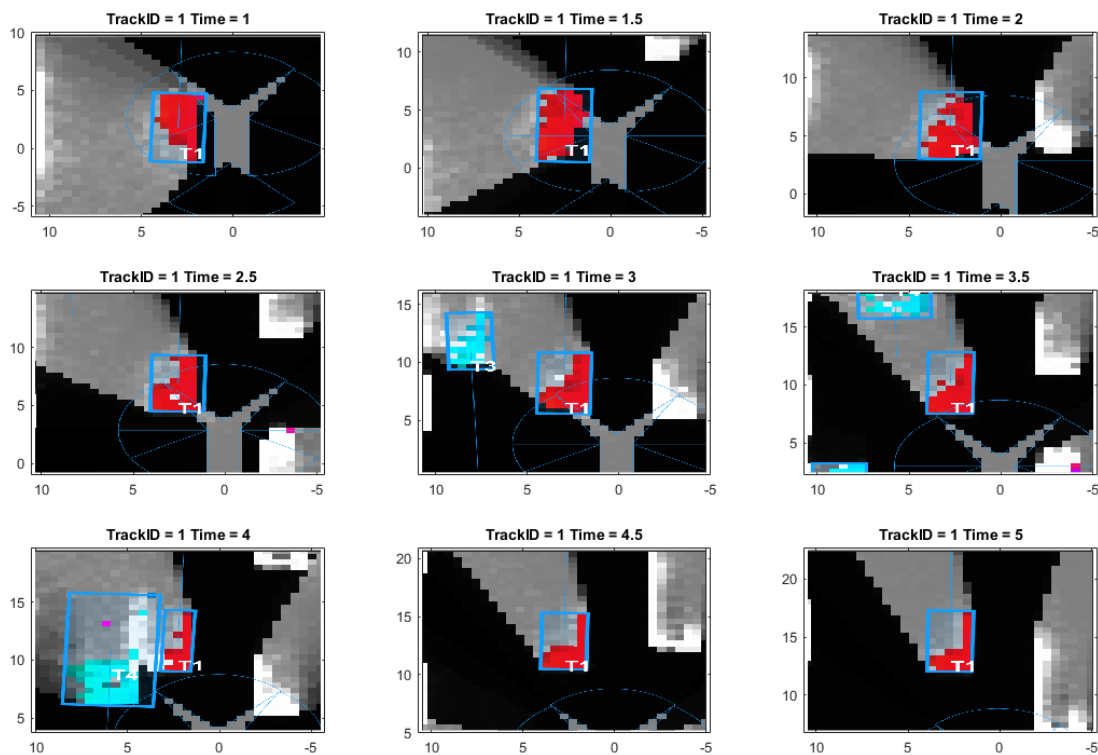 TrackID = 1 Time = 1
10
5
0
-5
T1
10 5 0
TrackID = 1 Time = 1.5
10
5
0
T1
10 5 0 -5
TrackID = 1 Time = 2
10
5
0
T1
10 5 0 -5
TrackID = 1 Time = 2.5
15
10
5
0
T1
10 5 0 -5
TrackID = 1 Time = 3
15
10
5
T3
T1
10 5 0 -5
TrackID = 1 Time = 3.5
15
10
5
T1
10 5 0 -5
TrackID = 1 Time = 4
15
10
5
T4
T1
10 5 0 -5
TrackID = 1 Time = 4.5
20
15
10
5
T1
10 5 0 -5
TrackID = 1 Time = 5
20
15
10
T1
10 5 0 -5